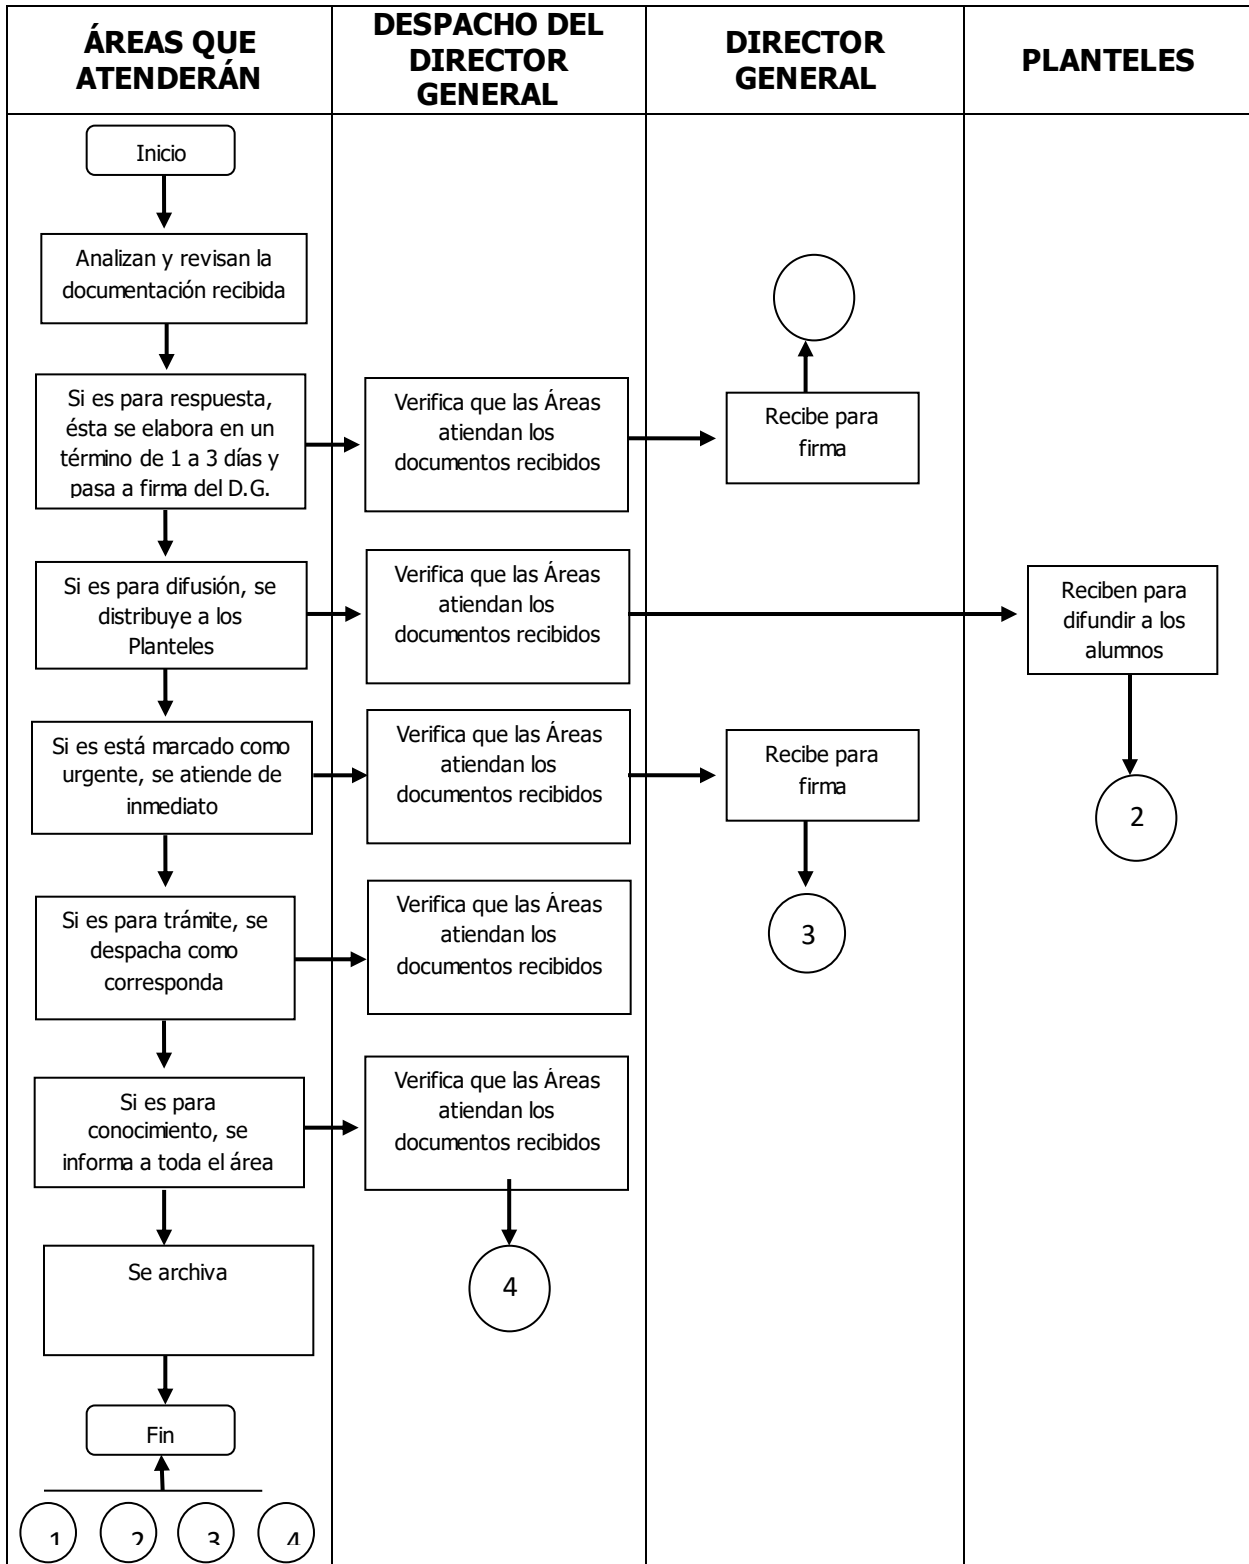 ÁREAS QUE
ATENDERÁN
DESPACHO DEL
DIRECTOR
GENERAL
DIRECTOR
GENERAL
PLANTELES
Inicio
Analizan y revisan la
documentación recibida
Si es para respuesta,
ésta se elabora en un
término de 1 a 3 días y
pasa a firma del D.G.
Verifica que las Áreas
atiendan los
documentos recibidos
Recibe para
firma
Si es para difusión, se
distribuye a los
Planteles
Verifica que las Áreas
atiendan los
documentos recibidos
Reciben para
difundir a los
alumnos
2
Si es está marcado como
urgente, se atiende de
inmediato
Verifica que las Áreas
atiendan los
documentos recibidos
Recibe para
firma
3
Si es para trámite, se
despacha como
corresponda
Verifica que las Áreas
atiendan los
documentos recibidos
Si es para
conocimiento, se
informa a toda el área
Verifica que las Áreas
atiendan los
documentos recibidos
4
Se archiva
Fin
1 2 3 4